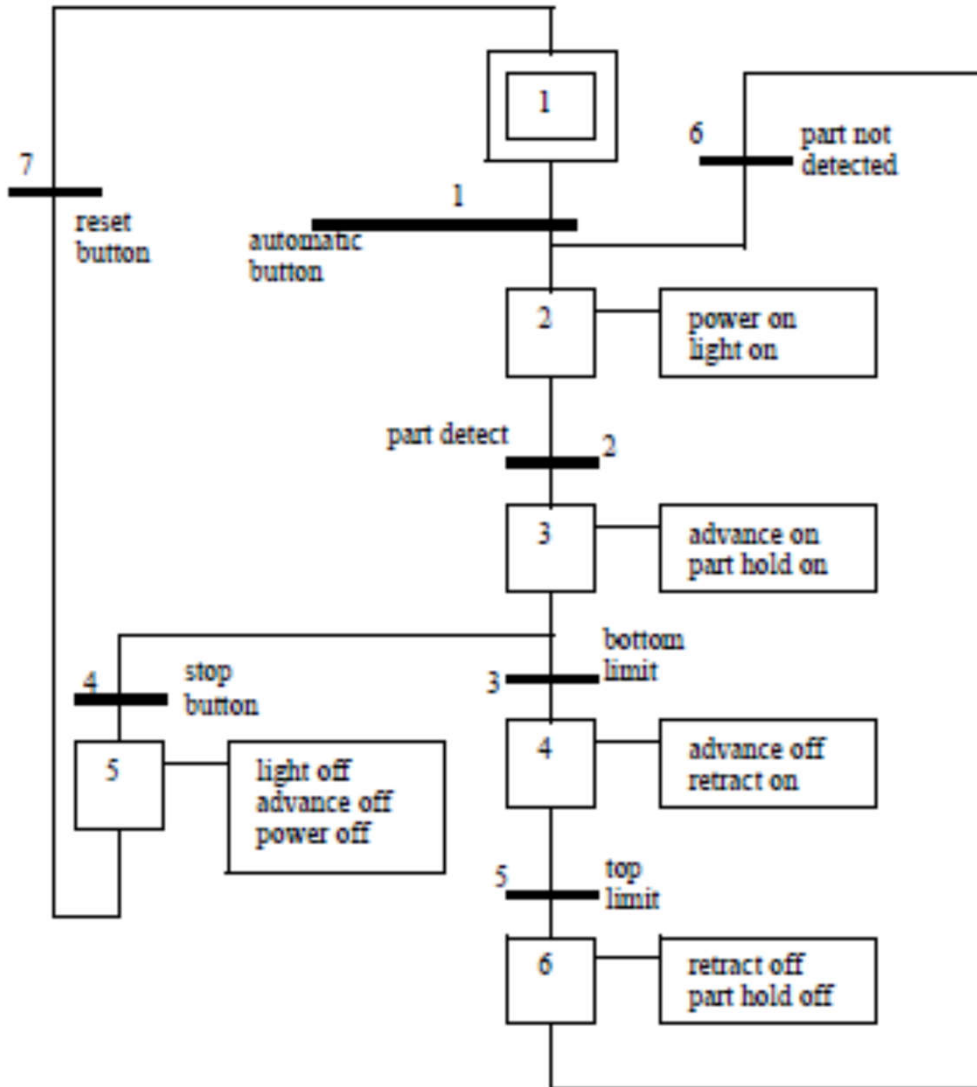 1
6
part not
detected
7
reset
button
1
automatic
button
2
power on
light on
part detect
2
3
advance on
part hold on
bottom
limit
3
4
stop
button
4
advance off
retract on
5
light off
advance off
power off
5
top
limit
6
retract off
part hold off